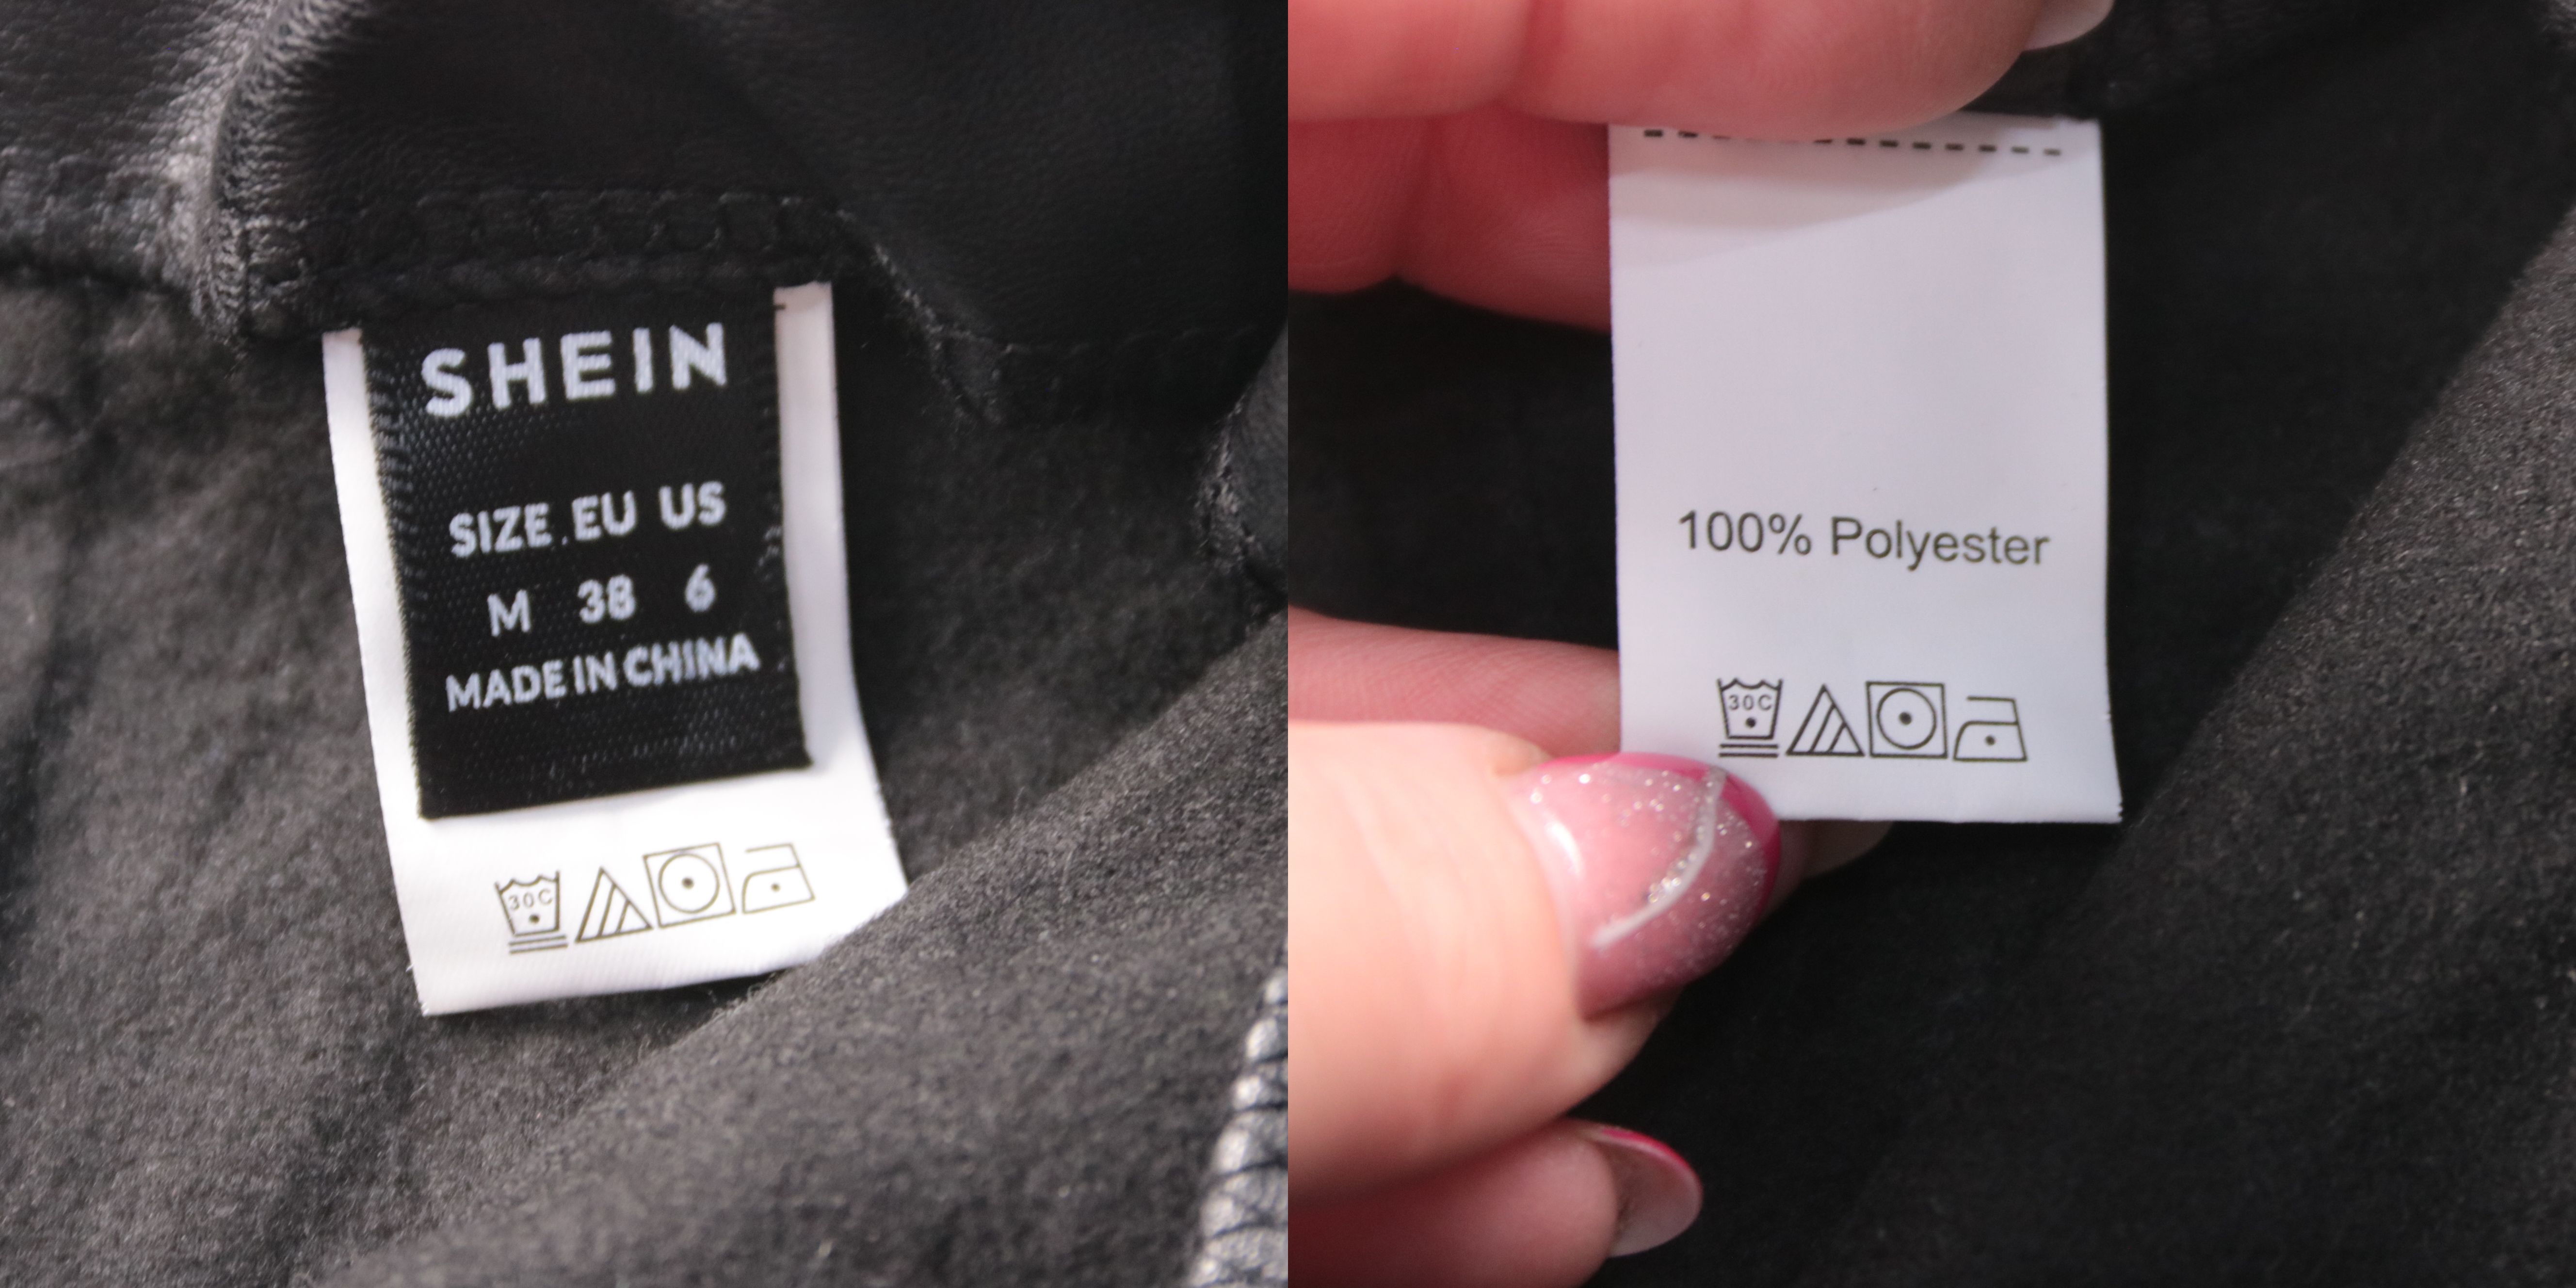 SHEIN
SIZE EU US
M 38 6
MADE IN CHINA
30C
100% Polyester
30C